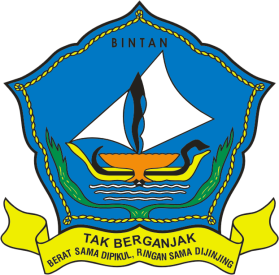 BINTAN
TAK BERGANJAK
BERAT SAMA DIPIKUL, RINGAN SAMA DIJINJING